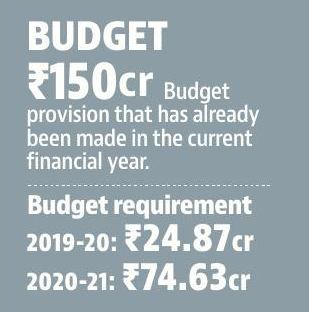 BUDGET
₹150cr Budget
provision that has already
been made in the current
financial year.
Budget requirement
2019-20: ₹24.87cr
2020-21: ₹74.63cr